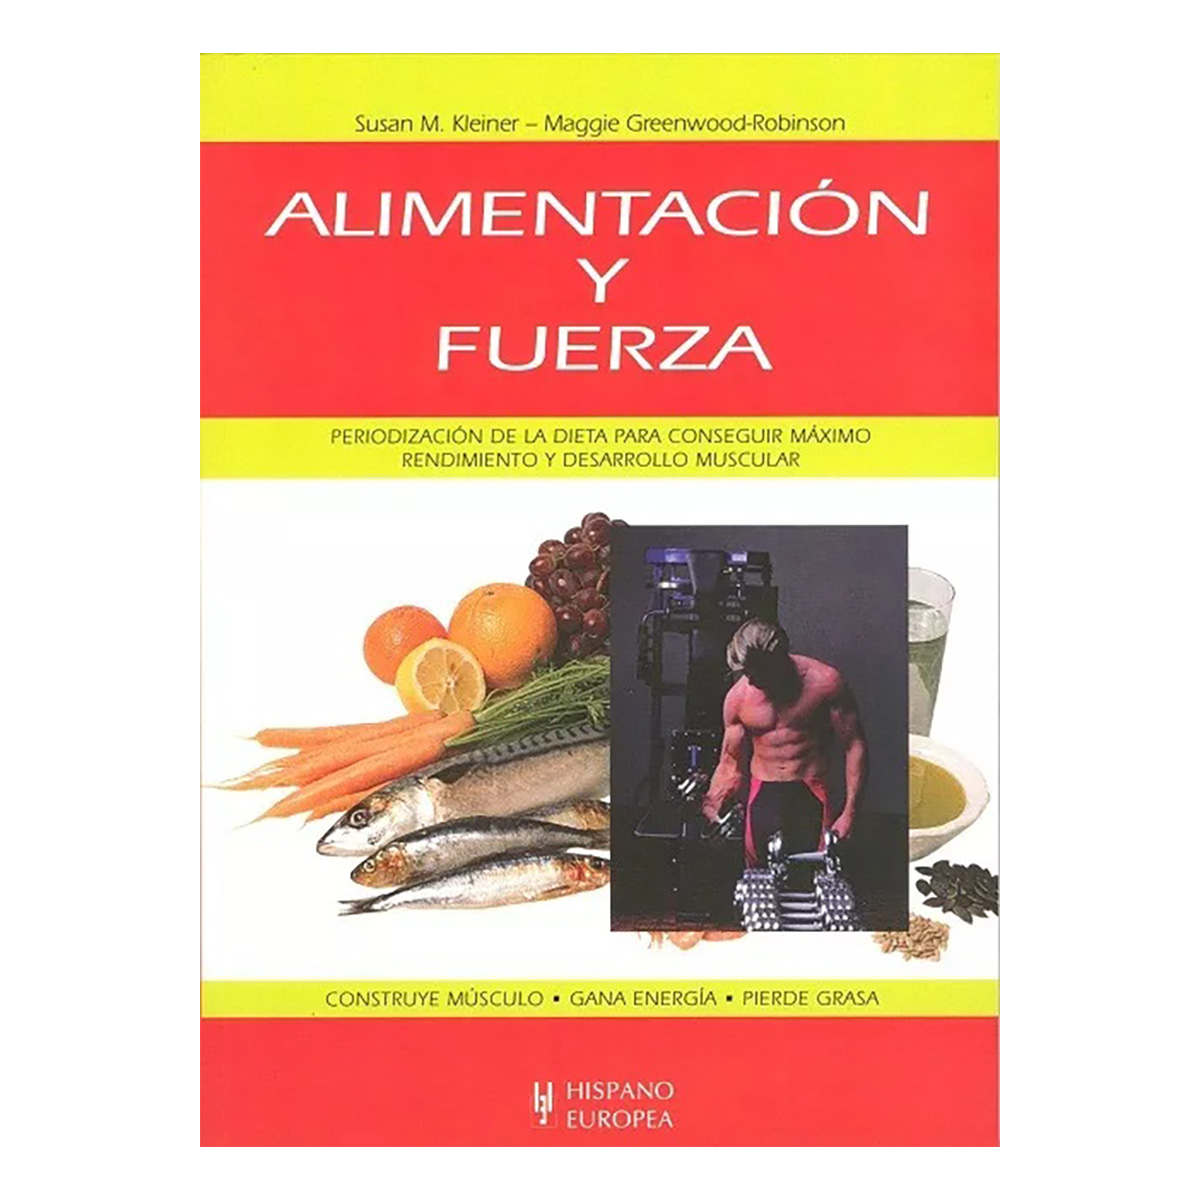 Susan M. Kleiner – Maggie Greenwood-Robinson
ALIMENTACIÓN
Y
FUERZA
PERIODIZACIÓN DE LA DIETA PARA CONSEGUIR MÁXIMO
RENDIMIENTO Y DESARROLLO MUSCULAR
CONSTRUYE MÚSCULO ▪ GANA ENERGÍA ▪ PIERDE GRASA
HISPANO
EUROPEA